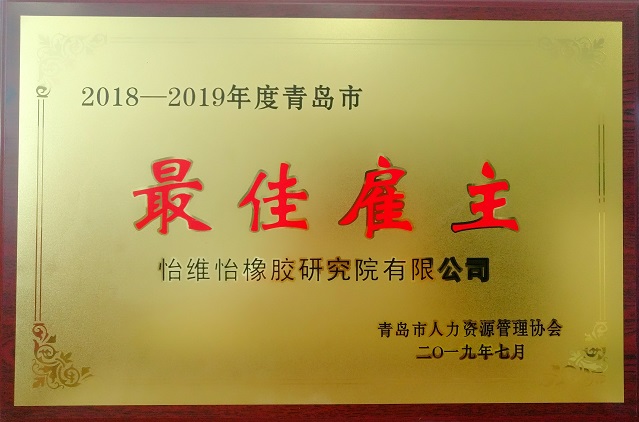 2018—2019年度青岛市
最佳雇主
怡维怡橡胶研究院有限公司
青岛市人力资源管理协会
二〇一九年七月